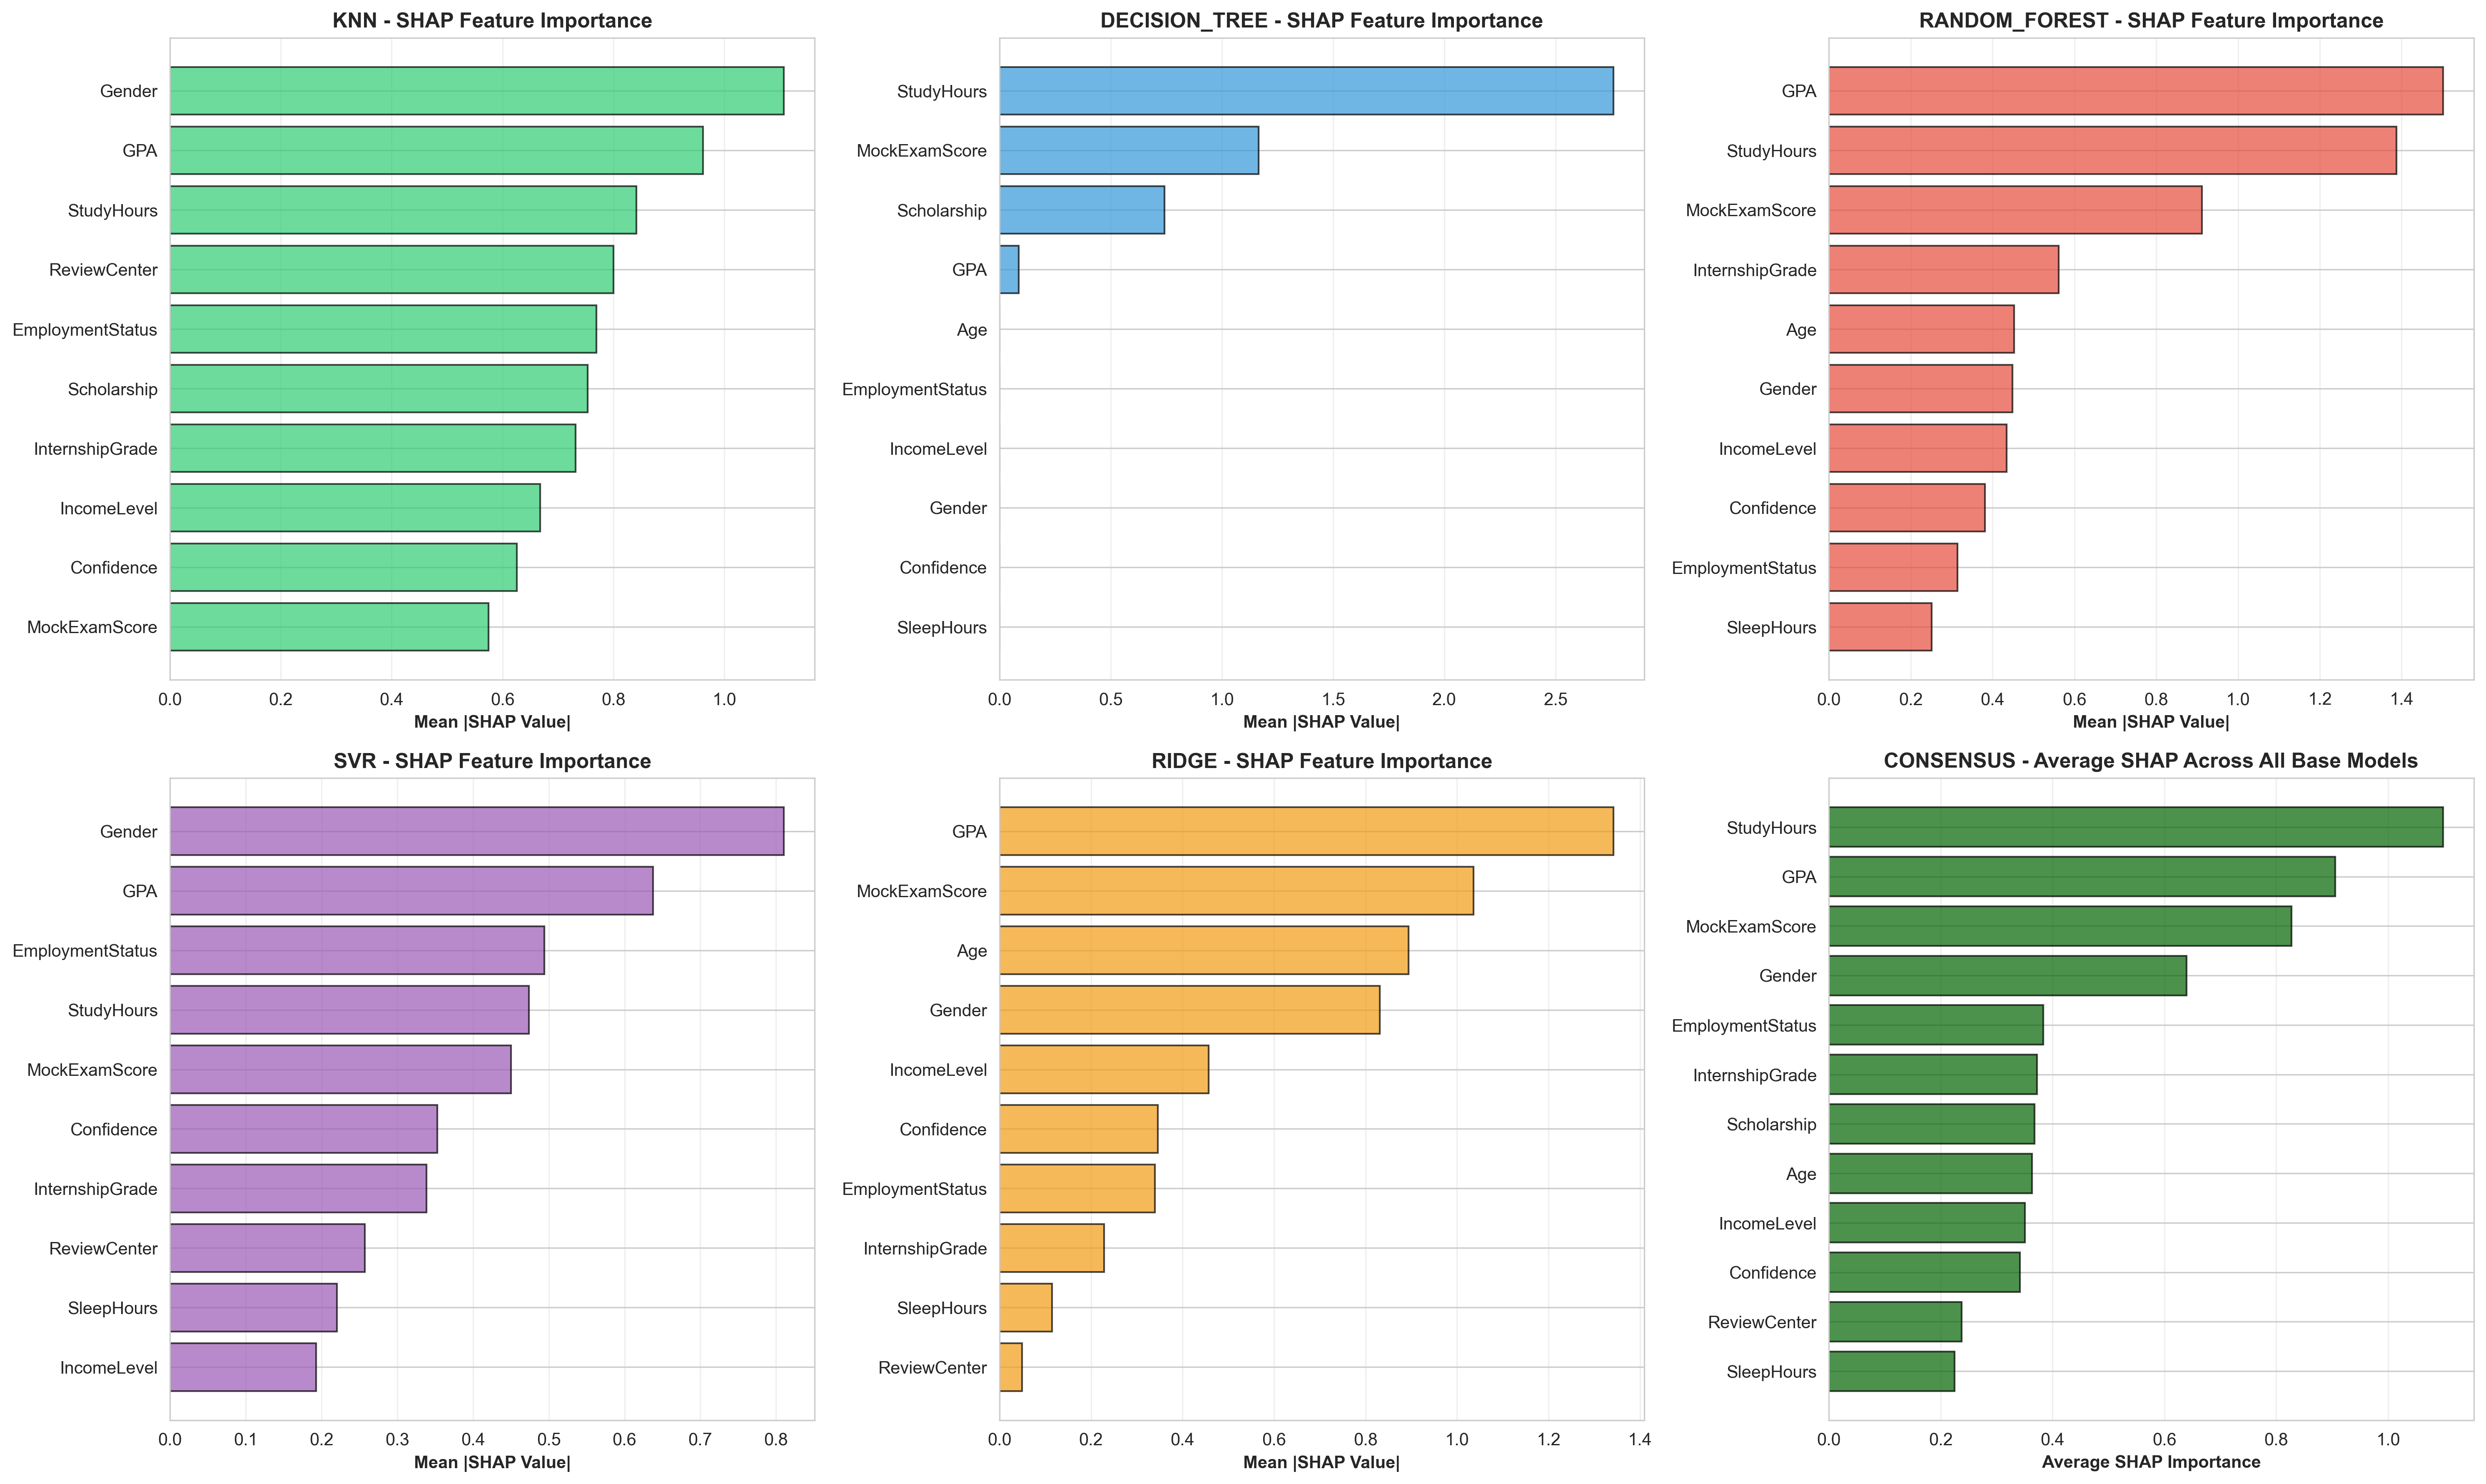 KNN - SHAP Feature Importance
Gender
GPA
StudyHours
ReviewCenter
EmploymentStatus
Scholarship
InternshipGrade
IncomeLevel
Confidence
MockExamScore
0.0 0.2 0.4 0.6 0.8 1.0
Mean |SHAP Value|
DECISION_TREE - SHAP Feature Importance
StudyHours
MockExamScore
Scholarship
GPA
Age
EmploymentStatus
IncomeLevel
Gender
Confidence
SleepHours
0.0 0.5 1.0 1.5 2.0 2.5
Mean |SHAP Value|
RANDOM_FOREST - SHAP Feature Importance
GPA
StudyHours
MockExamScore
InternshipGrade
Age
Gender
IncomeLevel
Confidence
EmploymentStatus
SleepHours
0.0 0.2 0.4 0.6 0.8 1.0 1.2 1.4
Mean |SHAP Value|
SVR - SHAP Feature Importance
Gender
GPA
EmploymentStatus
StudyHours
MockExamScore
Confidence
InternshipGrade
ReviewCenter
SleepHours
IncomeLevel
0.0 0.1 0.2 0.3 0.4 0.5 0.6 0.7 0.8
Mean |SHAP Value|
RIDGE - SHAP Feature Importance
GPA
MockExamScore
Age
Gender
IncomeLevel
Confidence
EmploymentStatus
InternshipGrade
SleepHours
ReviewCenter
0.0 0.2 0.4 0.6 0.8 1.0 1.2 1.4
Mean |SHAP Value|
CONSENSUS - Average SHAP Across All Base Models
StudyHours
GPA
MockExamScore
Gender
EmploymentStatus
InternshipGrade
Scholarship
Age
IncomeLevel
Confidence
ReviewCenter
SleepHours
0.0 0.2 0.4 0.6 0.8 1.0
Average SHAP Importance